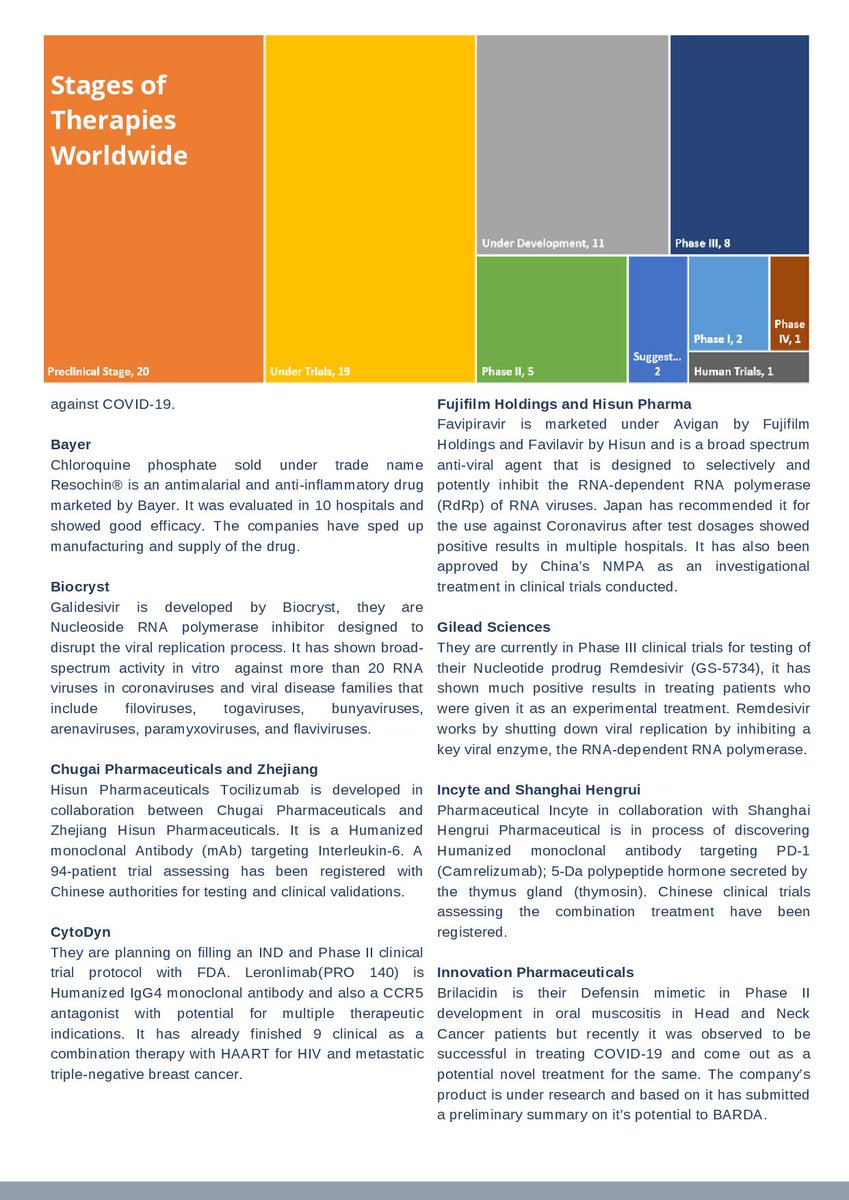 Stages of
Therapies
Worldwide
Preclinical Stage, 20
Under Trials, 19
Under Development, 11
Phase III, 8
Phase II, 5
Suggest...
2
Phase I, 2
Phase
IV, 1
Human Trials, 1
against COVID-19.
Bayer
Chloroquine phosphate sold under trade name
Resochin® is an antimalarial and anti-inflammatory drug
marketed by Bayer. It was evaluated in 10 hospitals and
showed good efficacy. The companies have sped up
manufacturing and supply of the drug.
Biocryst
Galidesivir is developed by Biocryst, they are
Nucleoside RNA polymerase inhibitor designed to
disrupt the viral replication process. It has shown broad-
spectrum activity in vitro against more than 20 RNA
viruses in coronaviruses and viral disease families that
include filoviruses, togaviruses, bunyaviruses,
arenaviruses, paramyxoviruses, and flaviviruses.
Chugai Pharmaceuticals and Zhejiang
Hisun Pharmaceuticals Tocilizumab is developed in
collaboration between Chugai Pharmaceuticals and
Zhejiang Hisun Pharmaceuticals. It is a Humanized
monoclonal Antibody (mAb) targeting Interleukin-6. A
94-patient trial assessing has been registered with
Chinese authorities for testing and clinical validations.
CytoDyn
They are planning on filling an IND and Phase II clinical
trial protocol with FDA. Leronlimab(PRO 140) is
Humanized IgG4 monoclonal antibody and also a CCR5
antagonist with potential for multiple therapeutic
indications. It has already finished 9 clinical as a
combination therapy with HAART for HIV and metastatic
triple-negative breast cancer.
Fujifilm Holdings and Hisun Pharma
Favipiravir is marketed under Avigan by Fujifilm
Holdings and Favilavir by Hisun and is a broad spectrum
anti-viral agent that is designed to selectively and
potently inhibit the RNA-dependent RNA polymerase
(RdRp) of RNA viruses. Japan has recommended it for
the use against Coronavirus after test dosages showed
positive results in multiple hospitals. It has also been
approved by China’s NMPA as an investigational
treatment in clinical trials conducted.
Gilead Sciences
They are currently in Phase III clinical trials for testing of
their Nucleotide prodrug Remdesivir (GS-5734), it has
shown much positive results in treating patients who
were given it as an experimental treatment. Remdesivir
works by shutting down viral replication by inhibiting a
key viral enzyme, the RNA-dependent RNA polymerase.
Incyte and Shanghai Hengrui
Pharmaceutical Incyte in collaboration with Shanghai
Hengrui Pharmaceutical is in process of discovering
Humanized monoclonal antibody targeting PD-1
(Camrelizumab); 5-Da polypeptide hormone secreted by
the thymus gland (thymosin). Chinese clinical trials
assessing the combination treatment have been
registered.
Innovation Pharmaceuticals
Brilacidin is their Defensin mimetic in Phase II
development in oral muscositis in Head and Neck
Cancer patients but recently it was observed to be
successful in treating COVID-19 and come out as a
potential novel treatment for the same. The company’s
product is under research and based on it has submitted
a preliminary summary on it’s potential to BARDA.